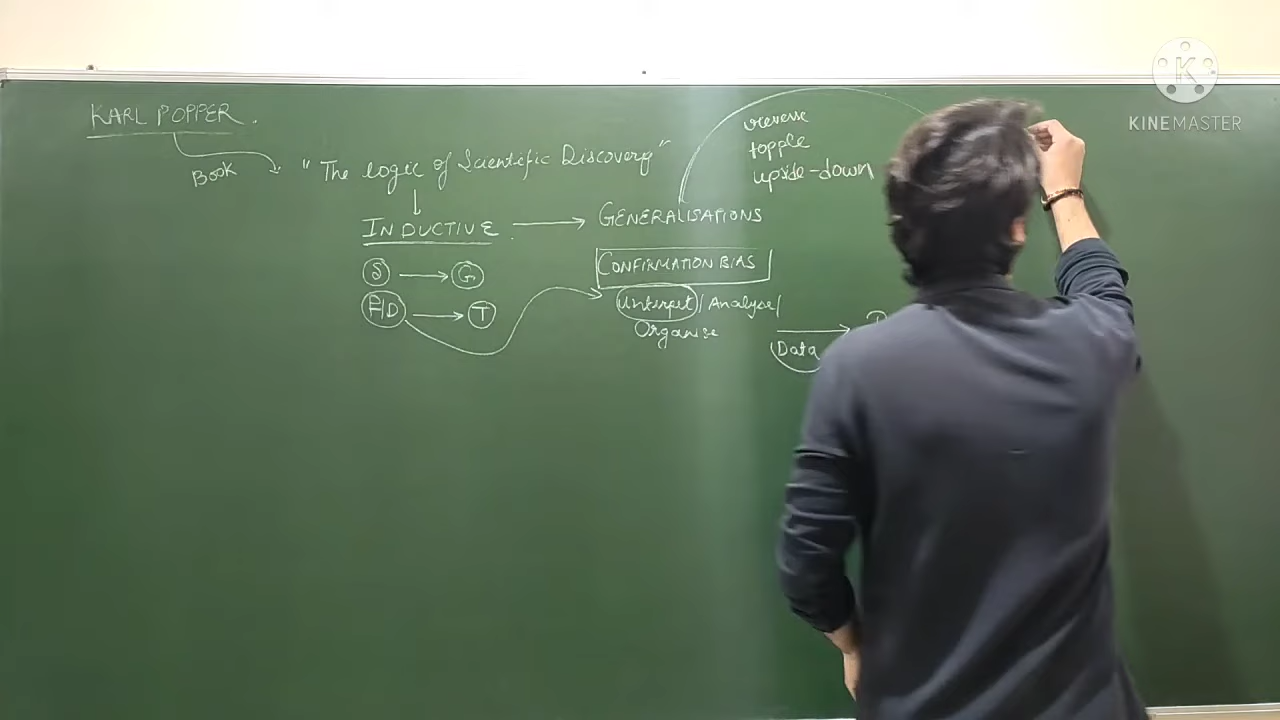 KARL POPPER.
Book
"The logic of Scientific Discovery"
INDUCTIVE
GENERALISATIONS
S
G
F/D
T
CONFIRMATION BIAS
Interpret / Analyse /
Organise
reverse
topple
upside-down
Data
K
KINEMASTER